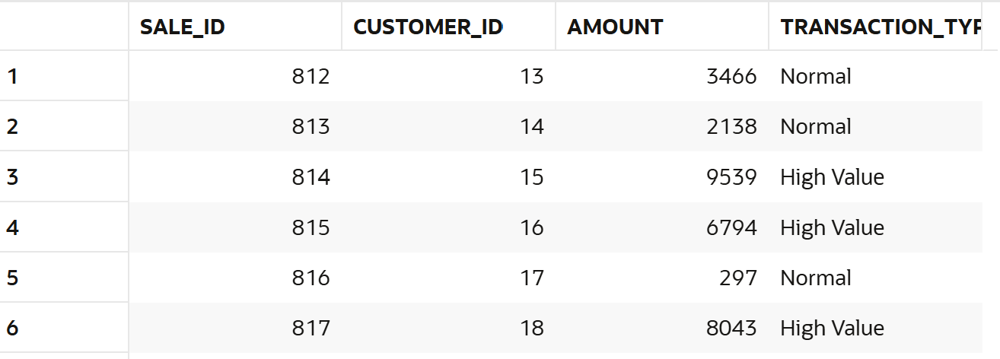 SALE_ID CUSTOMER_ID AMOUNT TRANSACTION_TYP
1 812 13 3466 Normal
2 813 14 2138 Normal
3 814 15 9539 High Value
4 815 16 6794 High Value
5 816 17 297 Normal
6 817 18 8043 High Value